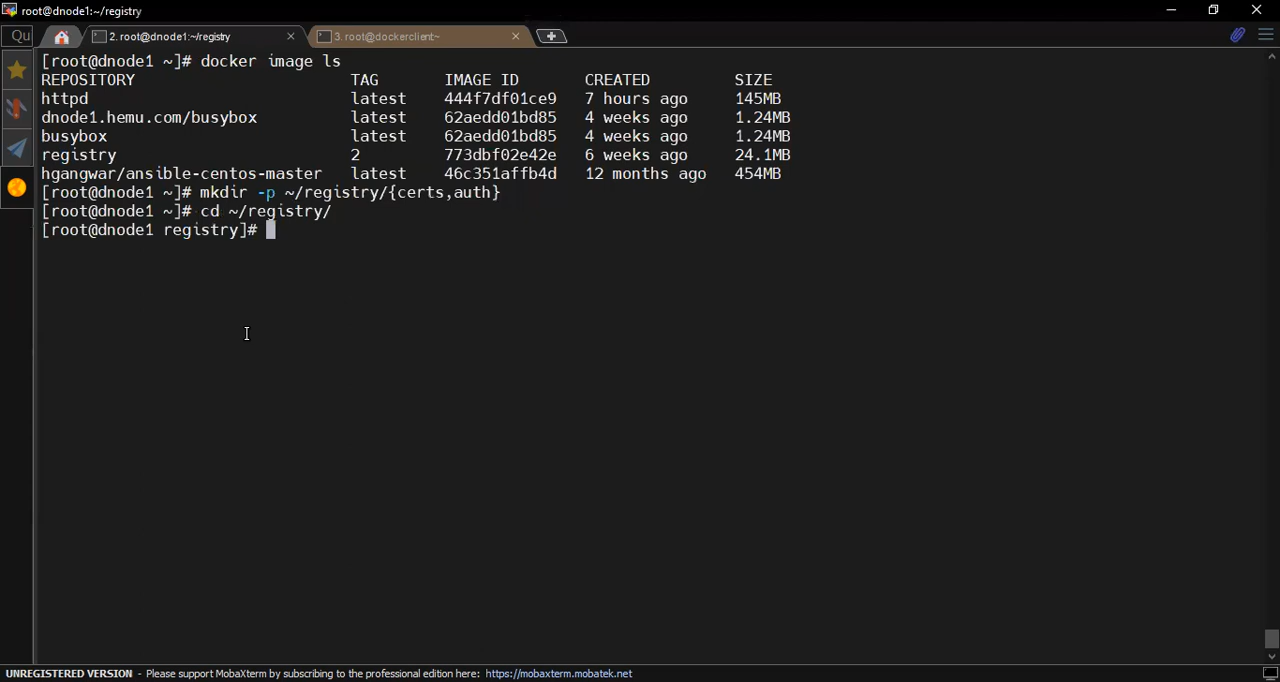 root@dnode1:~/registry
Qu
2. root@dnode1:~/registry
3. root@dockerclient~
[root@dnode1 ~]# docker image ls
REPOSITORY TAG IMAGE ID CREATED SIZE
httpd latest 444f7df01ce9 7 hours ago 145MB
dnode1.hemu.com/busybox latest 62aedd01bd85 4 weeks ago 1.24MB
busybox latest 62aedd01bd85 4 weeks ago 1.24MB
registry 2 773dbf02e42e 6 weeks ago 24.1MB
hgangwar/ansible-centos-master latest 46c351affb4d 12 months ago 454MB
[root@dnode1 ~]# mkdir -p ~/registry/{certs,auth}
[root@dnode1 ~]# cd ~/registry/
[root@dnode1 registry]#
UNREGISTERED VERSION - Please support MobaXterm by subscribing to the professional edition here: https://mobaxterm.mobatek.net